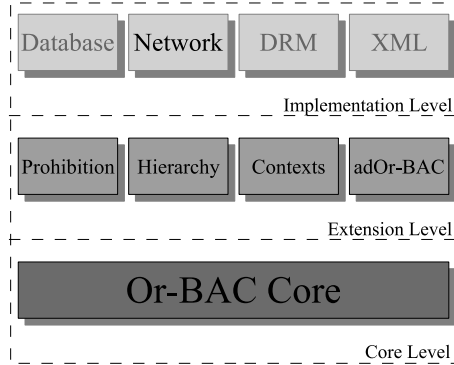 Database Network DRM XML
Implementation Level
Prohibition Hierarchy Contexts adOr-BAC
Extension Level
Or-BAC Core
Core Level